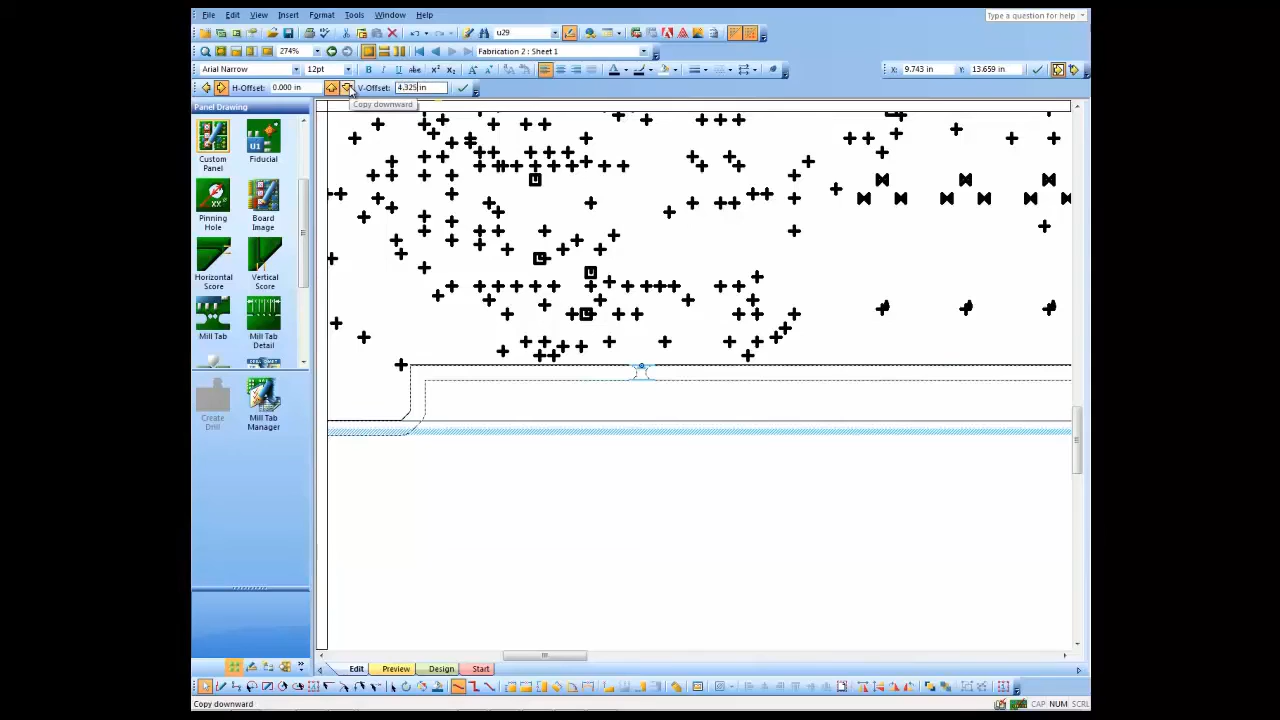 File Edit View Insert Format Tools Window Help Type a question for help
u29
274% Fabrication 2 : Sheet 1
Arial Narrow 12pt B I U abc X: 9.743 in Y: 13.659 in
H-Offset: 0.000 in V-Offset: 4.325 in
Copy downward
Panel Drawing
Custom Panel
Fiducial
Pinning Hole
Board Image
Horizontal Score
Vertical Score
Mill Tab
Mill Tab Detail
Create Drill
Mill Tab Manager
Edit Preview Design Start
Copy downward CAP NUM SCRL